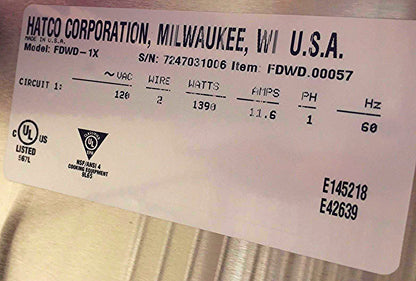 HATCO CORPORATION, MILWAUKEE, WI U.S.A.
MADE IN U.S.A.
Model: FDWD-1X S/N: 7247031006 Item: FDWD.00057
~ VAC WIRE WATTS AMPS PH Hz
CIRCUIT 1: 120 2 1390 11.6 1 60
c UL US
LISTED
567L
NSF/ANSI 4
COOKING EQUIPMENT
E145218
E42639